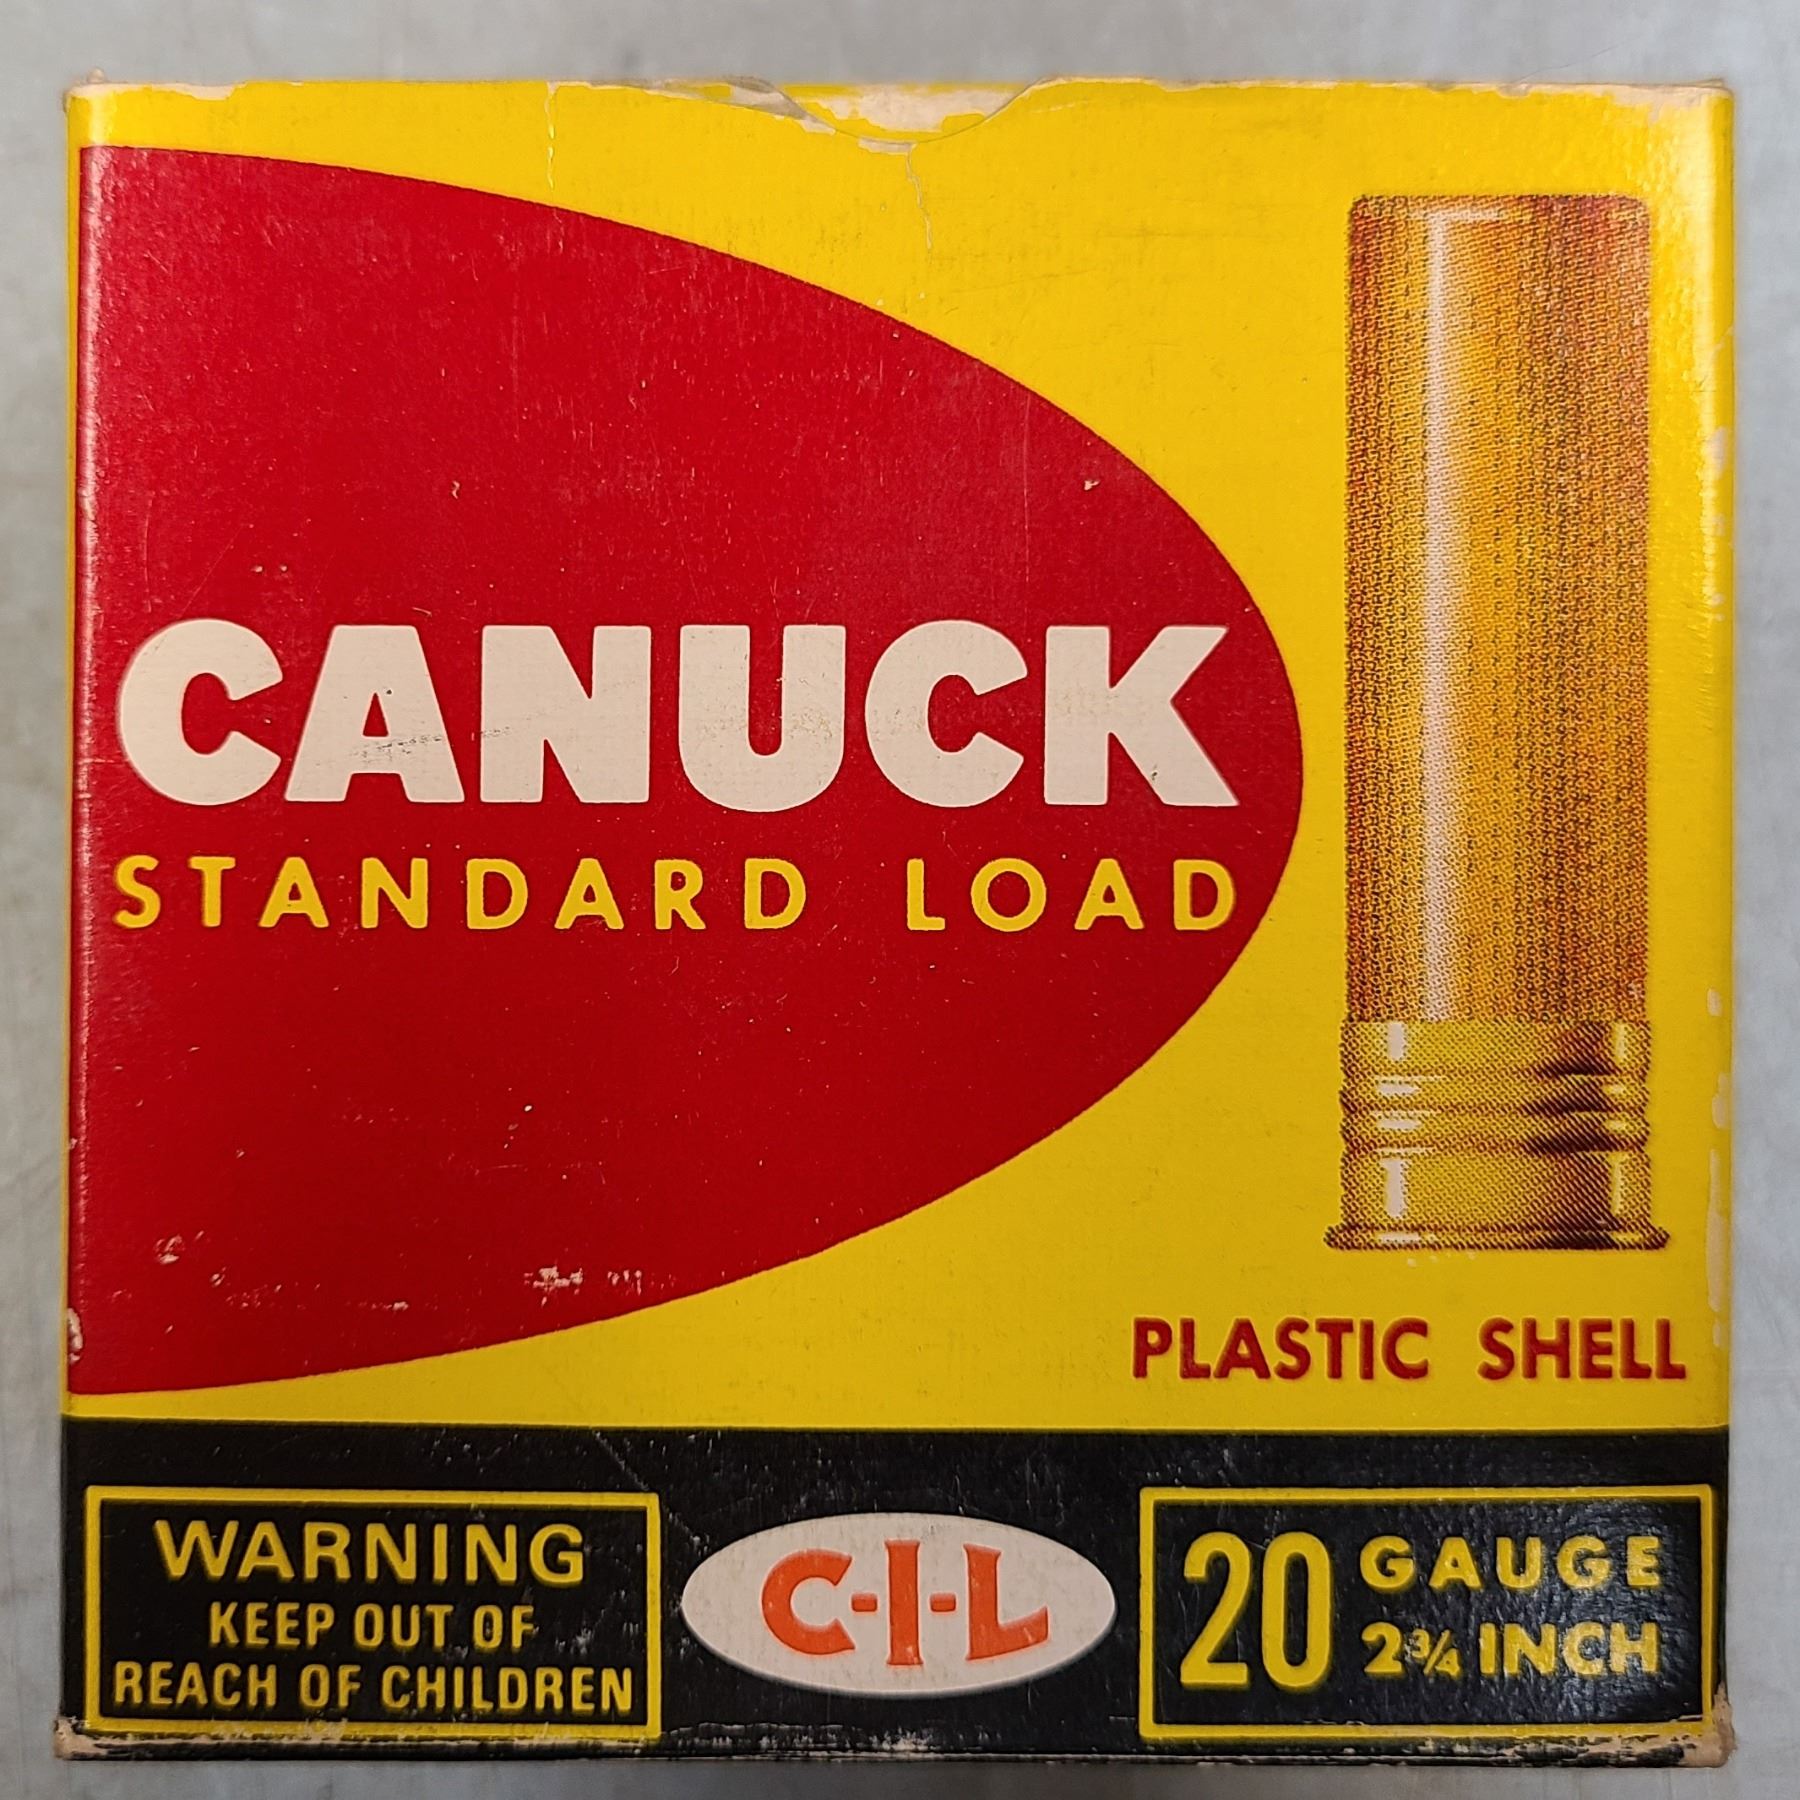 CANUCK
STANDARD LOAD
PLASTIC SHELL
WARNING
KEEP OUT OF
REACH OF CHILDREN
C-I-L
20 GAUGE
2¾ INCH